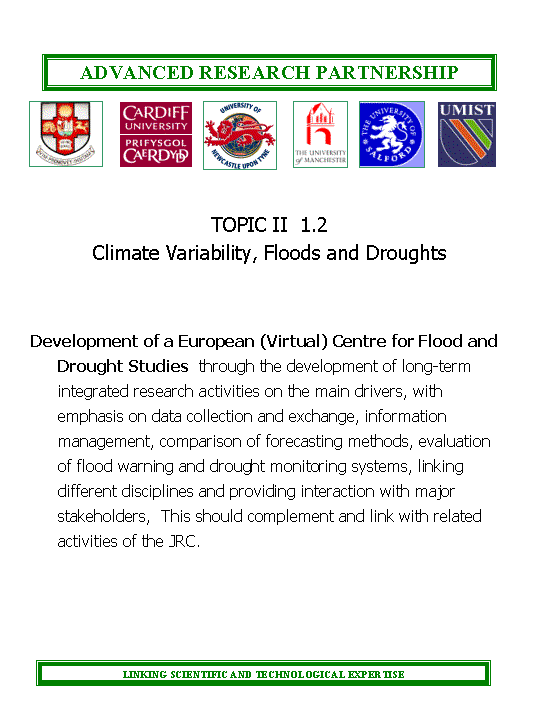 ADVANCED RESEARCH PARTNERSHIP
CARDIFF
UNIVERSITY
PRIFYSGOL
CAERDYDD
UNIVERSITY OF
NEWCASTLE UPON TYNE
THE UNIVERSITY
of MANCHESTER
THE UNIVERSITY OF
SALFORD
UMIST
TOPIC II 1.2
Climate Variability, Floods and Droughts
Development of a European (Virtual) Centre for Flood and
Drought Studies through the development of long-term
integrated research activities on the main drivers, with
emphasis on data collection and exchange, information
management, comparison of forecasting methods, evaluation
of flood warning and drought monitoring systems, linking
different disciplines and providing interaction with major
stakeholders, This should complement and link with related
activities of the JRC.
LINKING SCIENTIFIC AND TECHNOLOGICAL EXPERTISE